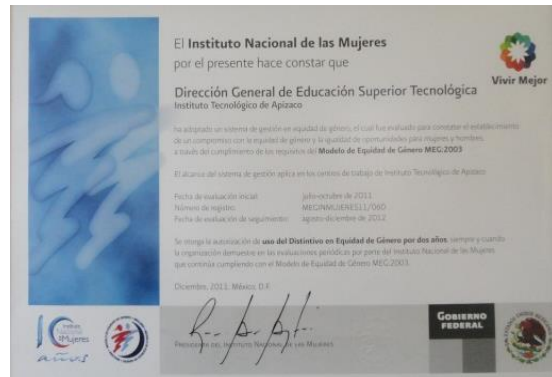 El Instituto Nacional de las Mujeres
por el presente hace constar que
Vivir Mejor
Dirección General de Educación Superior Tecnológica
Instituto Tecnológico de Apizaco
ha adoptado un sistema de gestión en equidad de género, el cual fue evaluado para constatar el establecimiento
de un compromiso con la equidad de género y la igualdad de oportunidades para mujeres y hombres,
a través del cumplimiento de los requisitos del Modelo de Equidad de Género MEG:2003
El alcance del sistema de gestión aplica en los centros de trabajo de Instituto Tecnológico de Apizaco
Fecha de evaluación inicial: julio-octubre de 2011
Número de registro:
Fecha de evaluación de seguimiento: agosto-diciembre de 2012
Se otorga la autorización de uso del Distintivo en Equidad de Género por dos años, siempre y cuando
la organización demuestre en las evaluaciones periódicas por parte del Instituto Nacional de las Mujeres
que continúa cumpliendo con el Modelo de Equidad de Género MEG:2003.
Diciembre, 2011. México, D.F.
Presidenta del Instituto Nacional de las Mujeres
Instituto
Nacional
de las Mujeres
años
Gobierno
Federal